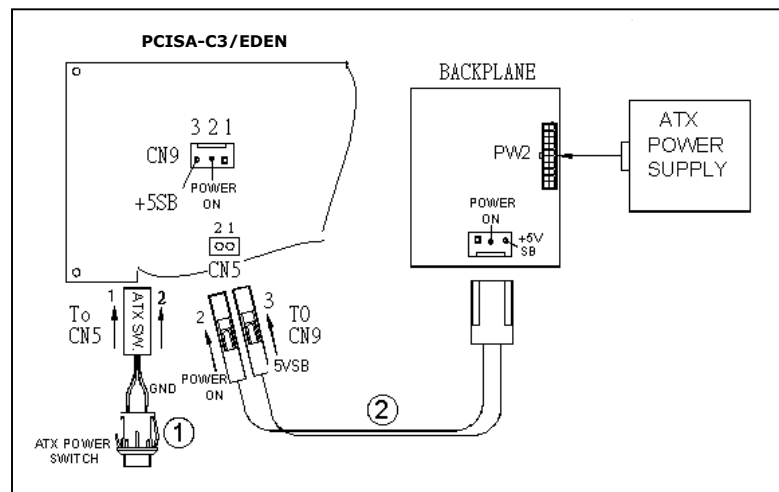 PCISA-C3/EDEN
BACKPLANE
3 2 1
CN9
POWER
ON
+5SB
2 1
CN5
PW2
ATX
POWER
SUPPLY
POWER
ON
+5V
SB
To
CN5
1
ATX SW.
2
2
3
TO
CN9
POWER
ON
5VSB
GND
1
2
ATX POWER
SWITCH